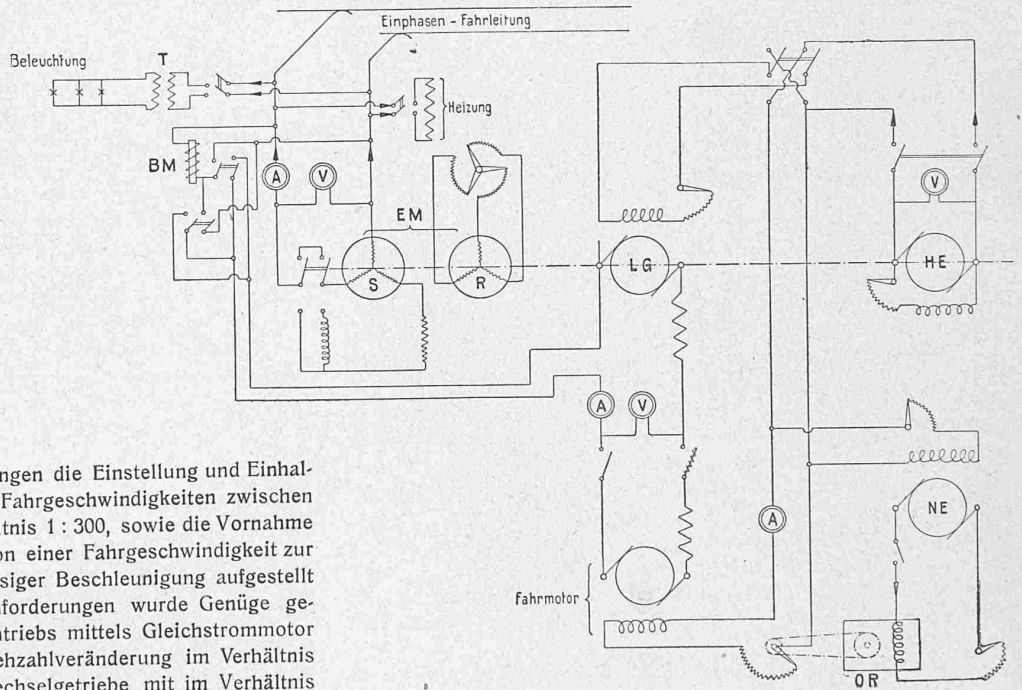 Einphasen - Fahrleitung
Beleuchtung
T
Heizung
BM
A
V
EM
S
R
LG
V
HE
A
V
A
NE
Fahrmotor
OR
ngen die Einstellung und Einhal-
Fahrgeschwindigkeiten zwischen
tnis 1 : 300, sowie die Vornahme
on einer Fahrgeschwindigkeit zur
siger Beschleunigung aufgestellt
nforderungen wurde Genüge ge-
ntriebs mittels Gleichstrommotor
ehzahlveränderung im Verhältnis
echselgetriebe mit im Verhältnis